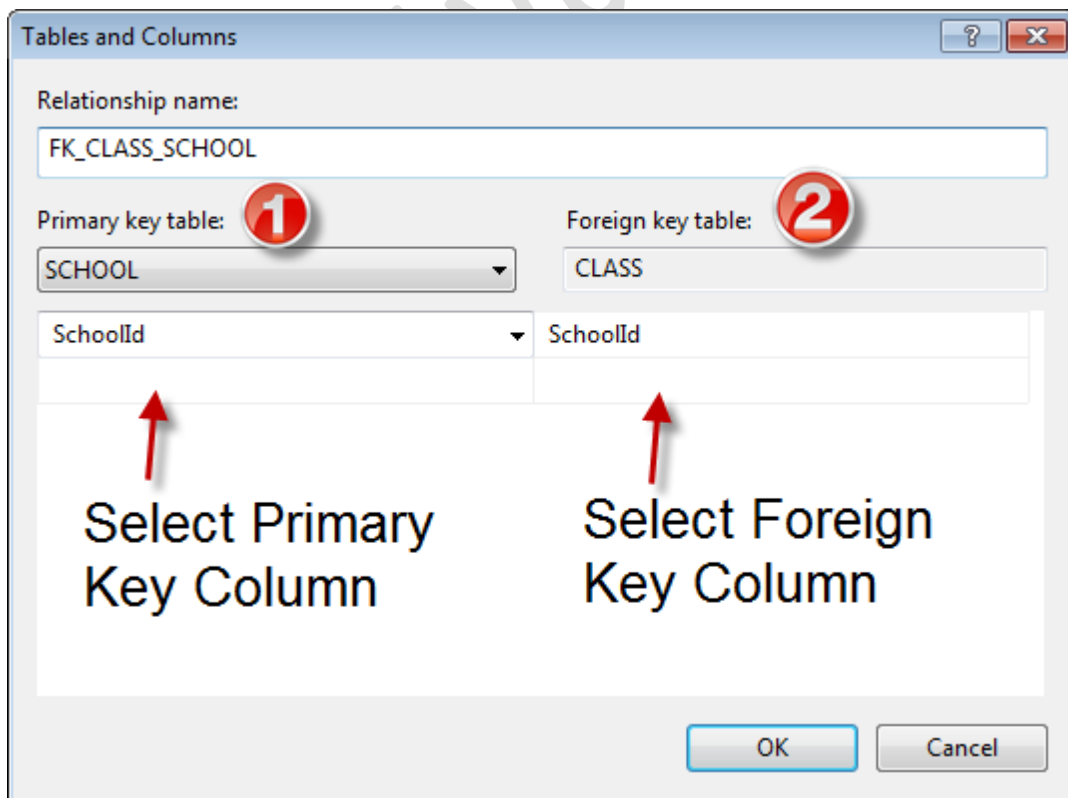 Tables and Columns
Relationship name:
FK_CLASS_SCHOOL
Primary key table:
1
Foreign key table:
2
SCHOOL
CLASS
SchoolId
SchoolId
Select Primary
Key Column
Select Foreign
Key Column
OK
Cancel